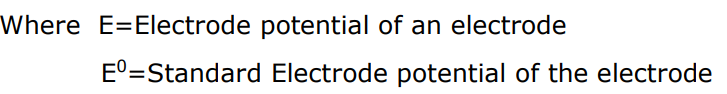 Where E=Electrode potential of an electrode
E⁰=Standard Electrode potential of the electrode